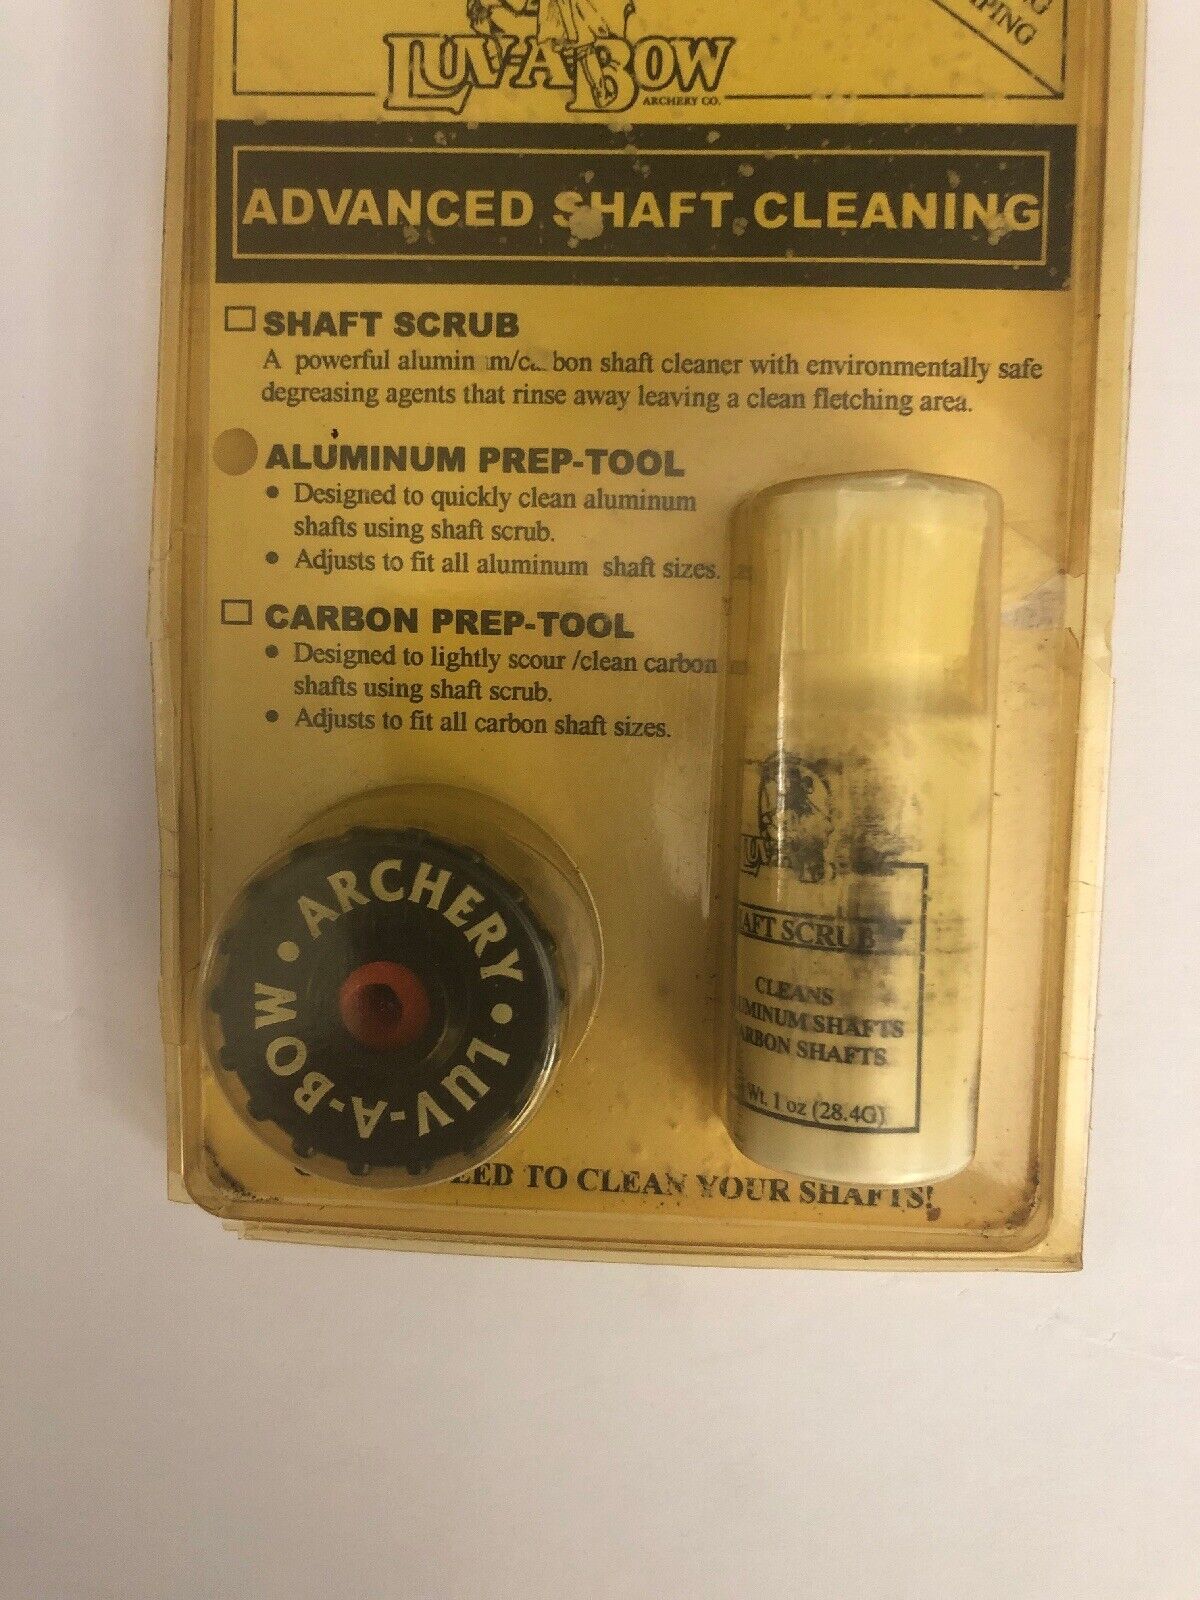 LUV-A-BOW
ARCHERY CO.
ADVANCED SHAFT CLEANING
SHAFT SCRUB
A powerful alumin m/ca bon shaft cleaner with environmentally safe
degreasing agents that rinse away leaving a clean fletching area.
ALUMINUM PREP-TOOL
• Designed to quickly clean aluminum
shafts using shaft scrub.
• Adjusts to fit all aluminum shaft sizes.
CARBON PREP-TOOL
• Designed to lightly scour /clean carbon
shafts using shaft scrub.
• Adjusts to fit all carbon shaft sizes.
• ARCHERY • LUV-A-BOW
AFT SCRUB
CLEANS
MINUM SHAFTS
ARBON SHAFTS
Wt. 1 oz (28.4G)
EED TO CLEAN YOUR SHAFTS!